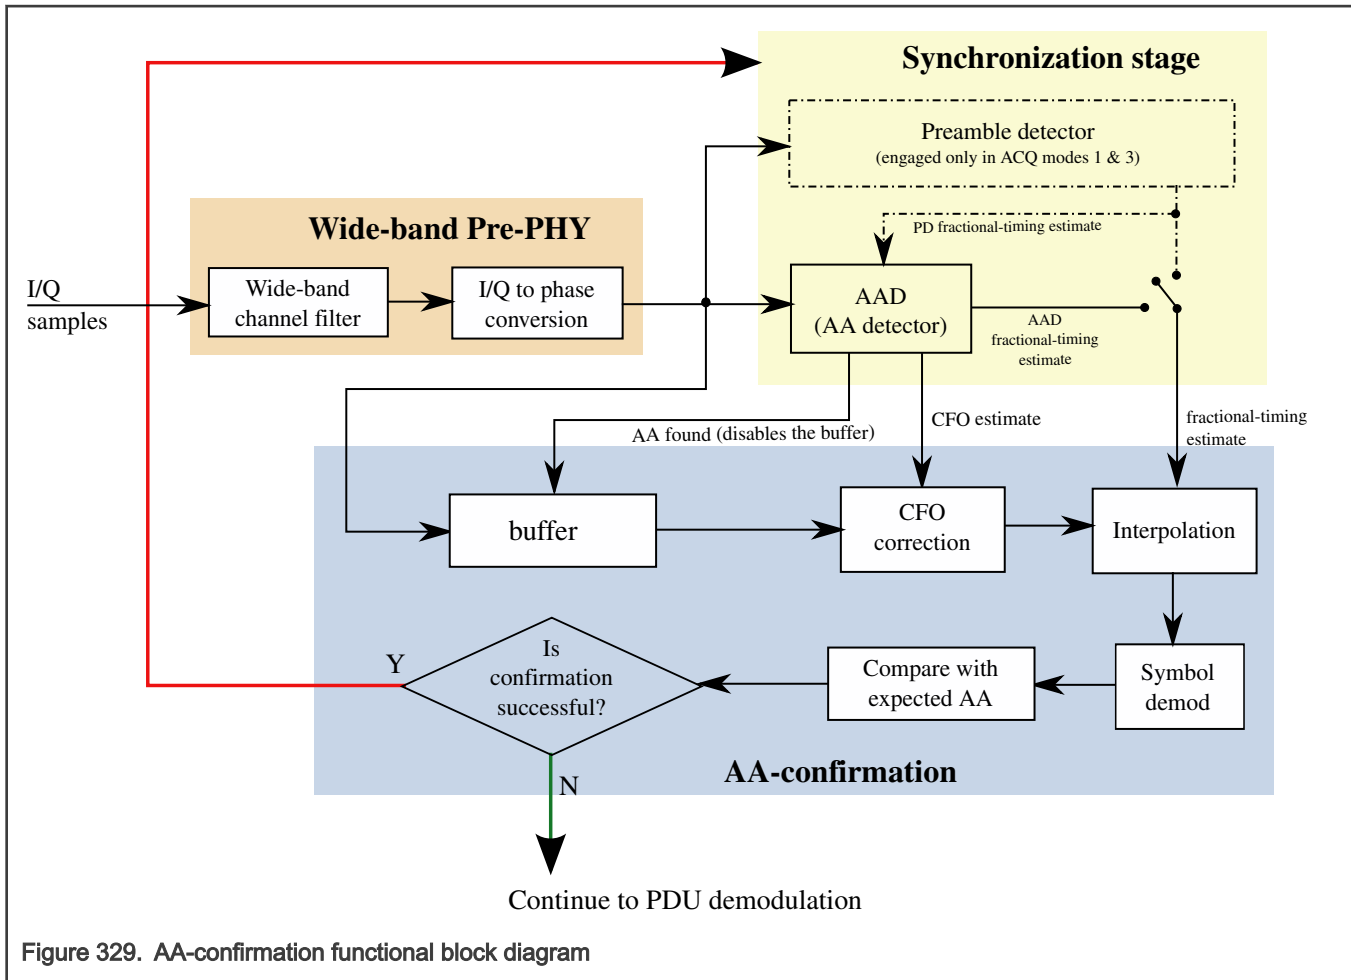 Synchronization stage
Preamble detector
(engaged only in ACQ modes 1 & 3)
PD fractional-timing estimate
Wide-band Pre-PHY
I/Q
samples
Wide-band
channel filter
I/Q to phase
conversion
AAD
(AA detector)
AAD
fractional-timing
estimate
AA found (disables the buffer)
CFO estimate
fractional-timing
estimate
buffer
CFO
correction
Interpolation
Y
Is
confirmation
successful?
Compare with
expected AA
Symbol
demod
AA-confirmation
N
Continue to PDU demodulation
Figure 329. AA-confirmation functional block diagram